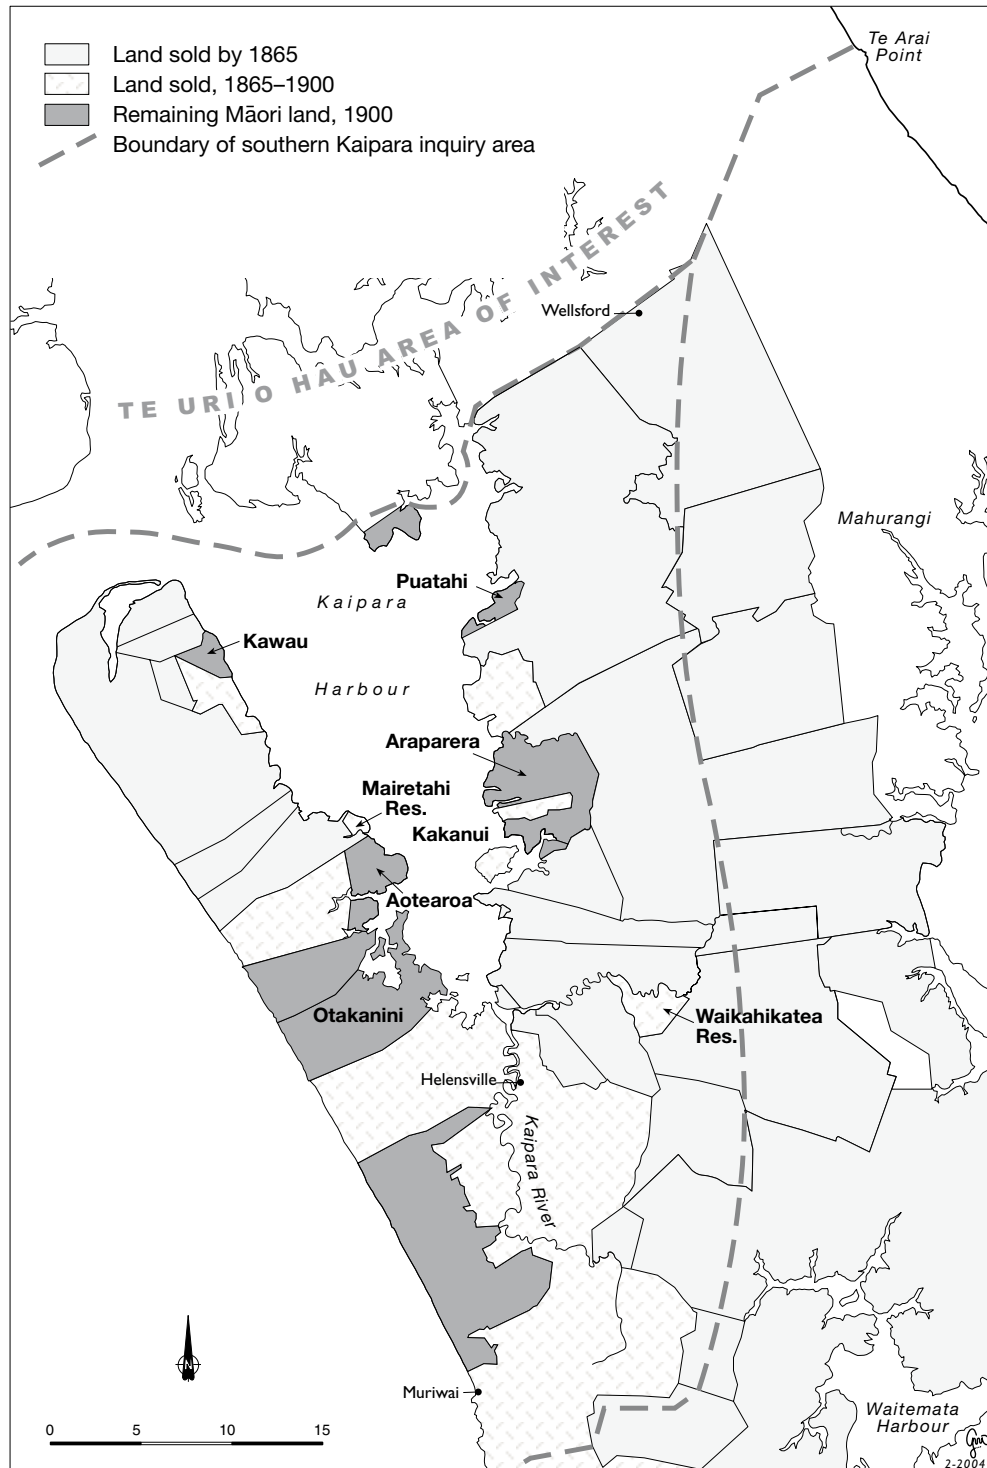 Land sold by 1865
Land sold, 1865–1900
Remaining Māori land, 1900
Boundary of southern Kaipara inquiry area
Te Arai
Point
TE URI O HAU AREA OF INTEREST
Wellsford
Mahurangi
Puatahi
Kaipara
Kawau
Harbour
Araparera
Mairetahi
Res.
Kakanui
Aotearoa
Otakanini
Waikahikatea
Res.
Helensville
Kaipara River
Muriwai
Waitemata
Harbour
0 5 10 15
2-2004